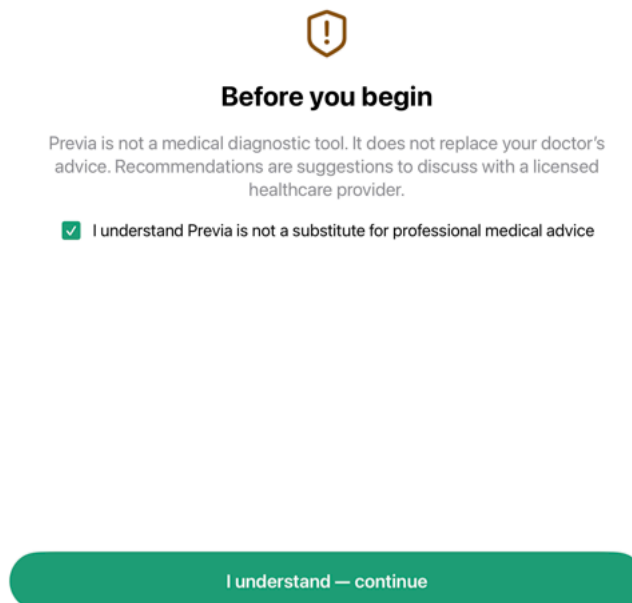 Before you begin
Previa is not a medical diagnostic tool. It does not replace your doctor's
advice. Recommendations are suggestions to discuss with a licensed
healthcare provider.
I understand Previa is not a substitute for professional medical advice
I understand — continue